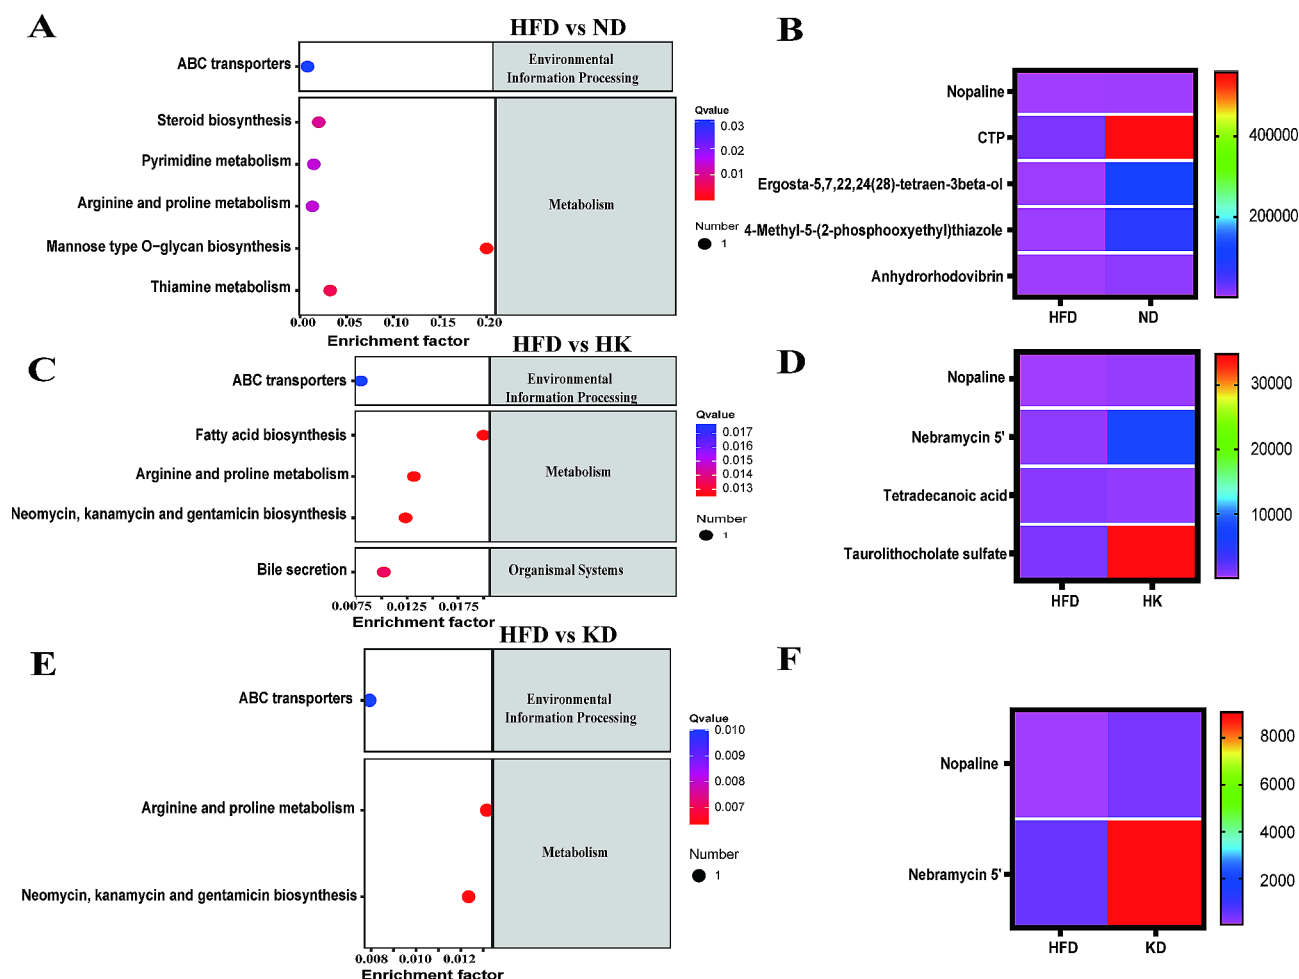 A
HFD vs ND
ABC transporters
Environmental
Information Processing
Steroid biosynthesis
Pyrimidine metabolism
Arginine and proline metabolism
Mannose type O−glycan biosynthesis
Thiamine metabolism
Metabolism
0.00 0.05 0.10 0.15 0.20
Enrichment factor
Qvalue
0.03
0.02
0.01
Number
1
B
Nopaline
CTP
Ergosta-5,7,22,24(28)-tetraen-3beta-ol
4-Methyl-5-(2-phosphooxyethyl)thiazole
Anhydrorhodovibrin
HFD ND
400000
200000
C
HFD vs HK
ABC transporters
Environmental
Information Processing
Fatty acid biosynthesis
Arginine and proline metabolism
Neomycin, kanamycin and gentamicin biosynthesis
Metabolism
Bile secretion
Organismal Systems
0.0075 0.0125 0.0175
Enrichment factor
Qvalue
0.017
0.016
0.015
0.014
0.013
Number
1
D
Nopaline
Nebramycin 5'
Tetradecanoic acid
Taurolithocholate sulfate
HFD HK
30000
20000
10000
E
HFD vs KD
ABC transporters
Environmental
Information Processing
Arginine and proline metabolism
Neomycin, kanamycin and gentamicin biosynthesis
Metabolism
0.008 0.012
Enrichment factor
Qvalue
0.010
0.009
0.008
0.007
Number
1
F
Nopaline
Nebramycin 5'
HFD KD
8000
6000
4000
2000